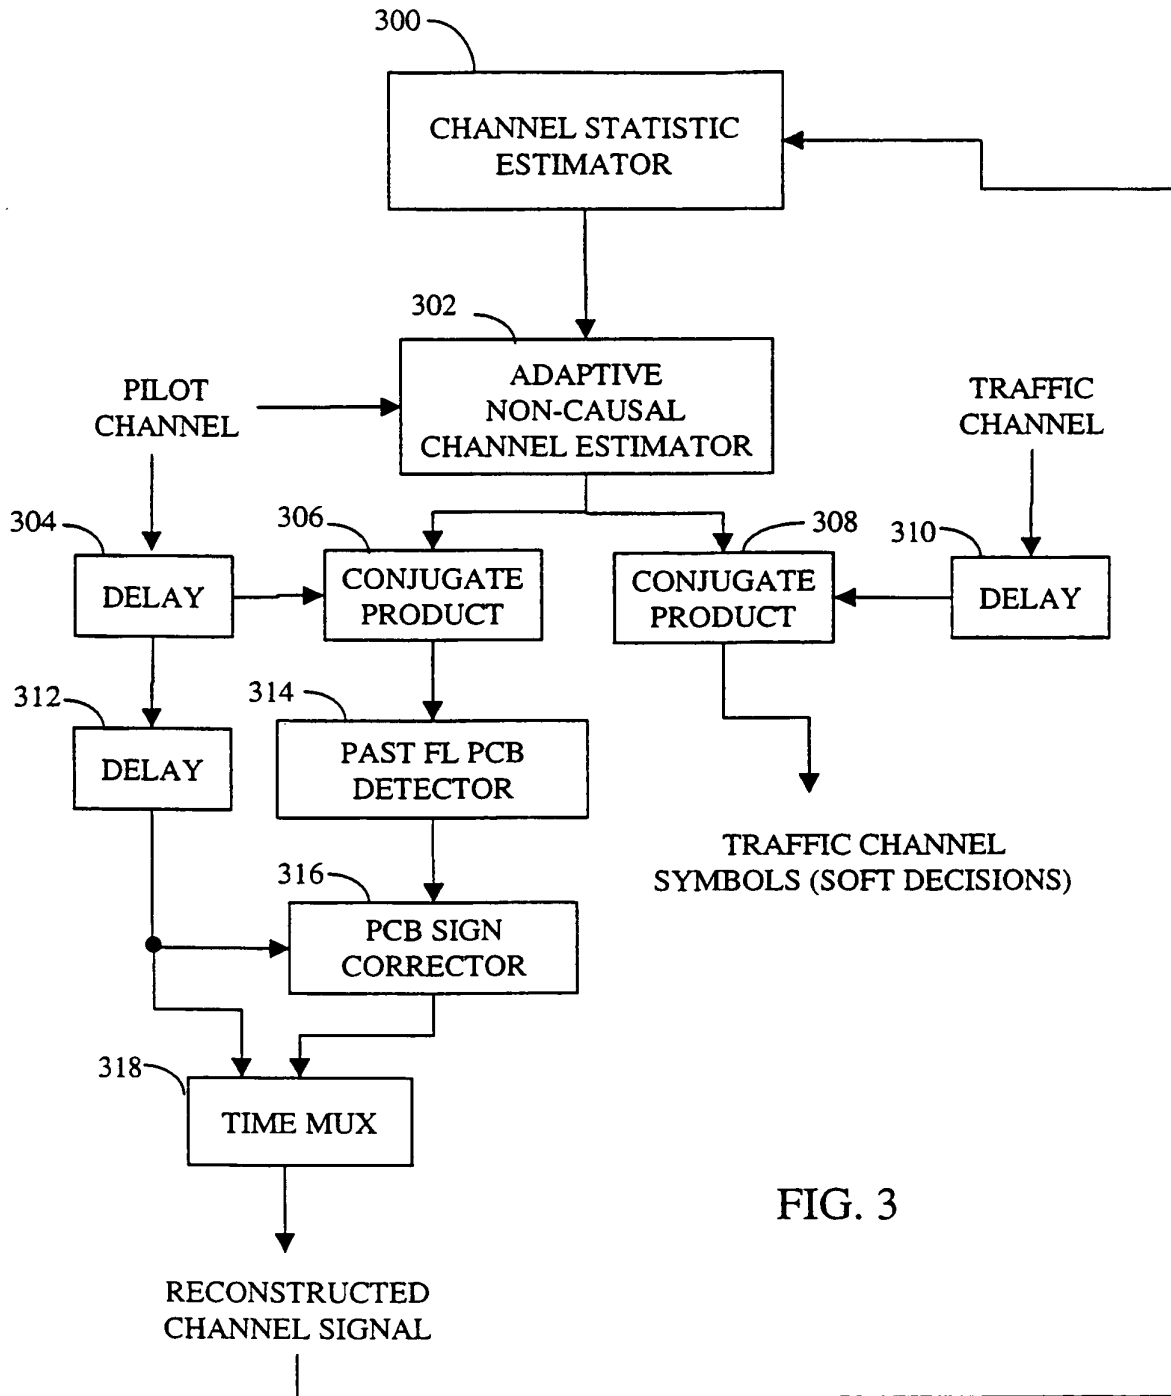 300
CHANNEL STATISTIC
ESTIMATOR
302
ADAPTIVE
NON-CAUSAL
CHANNEL ESTIMATOR
PILOT
CHANNEL
TRAFFIC
CHANNEL
304
DELAY
306
CONJUGATE
PRODUCT
308
CONJUGATE
PRODUCT
310
DELAY
312
DELAY
314
PAST FL PCB
DETECTOR
TRAFFIC CHANNEL
SYMBOLS (SOFT DECISIONS)
316
PCB SIGN
CORRECTOR
318
TIME MUX
FIG. 3
RECONSTRUCTED
CHANNEL SIGNAL